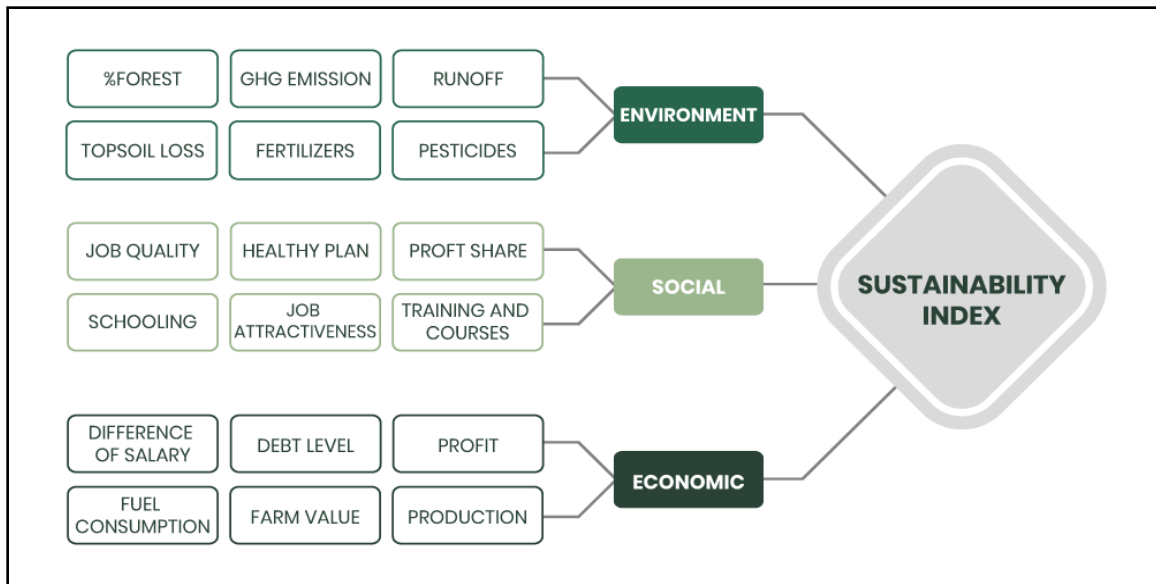 %FOREST
GHG EMISSION
RUNOFF
TOPSOIL LOSS
FERTILIZERS
PESTICIDES
ENVIRONMENT
JOB QUALITY
HEALTHY PLAN
PROFT SHARE
SCHOOLING
JOB
ATTRACTIVENESS
TRAINING AND
COURSES
SOCIAL
DIFFERENCE
OF SALARY
DEBT LEVEL
PROFIT
FUEL
CONSUMPTION
FARM VALUE
PRODUCTION
ECONOMIC
SUSTAINABILITY
INDEX